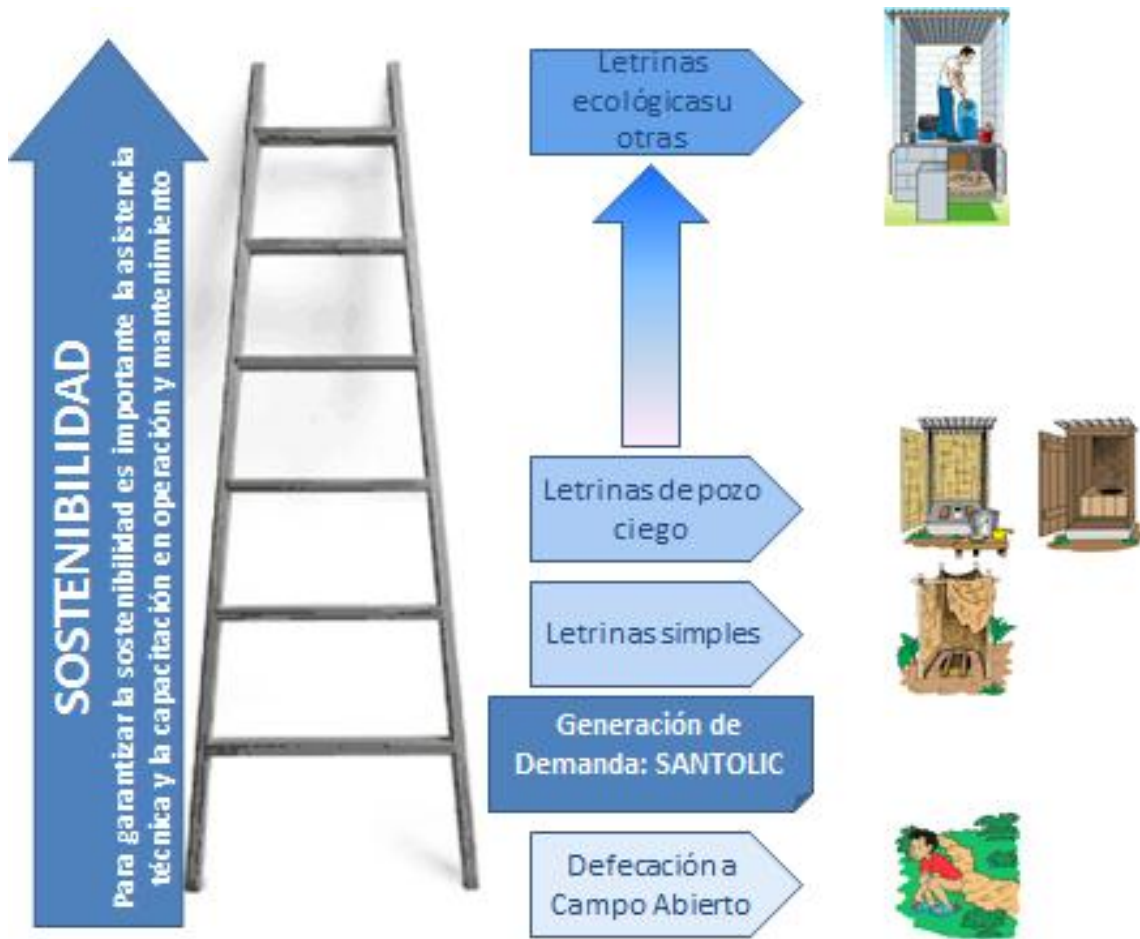 SOSTENIBILIDAD
Para garantizar la sostenibilidad es importante la asistencia
técnica y la capacitación en operación y mantenimiento
Letrinas
ecológicasu
otras
Letrinas de pozo
ciego
Letrinas simples
Generación de
Demanda: SANTOLIC
Defecación a
Campo Abierto